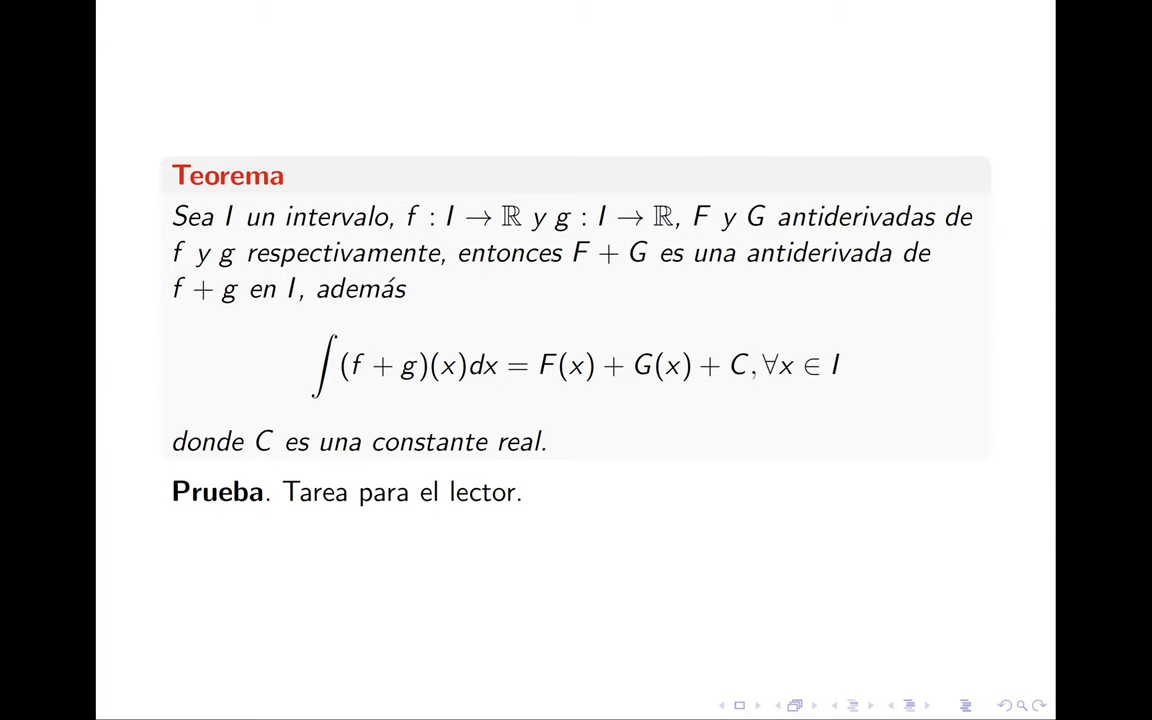 Teorema
Sea I un intervalo, f : I → ℝ y g : I → ℝ, F y G antiderivadas de
f y g respectivamente, entonces F + G es una antiderivada de
f + g en I, además
∫(f + g)(x)dx = F(x) + G(x) + C, ∀x ∈ I
donde C es una constante real.
Prueba. Tarea para el lector.